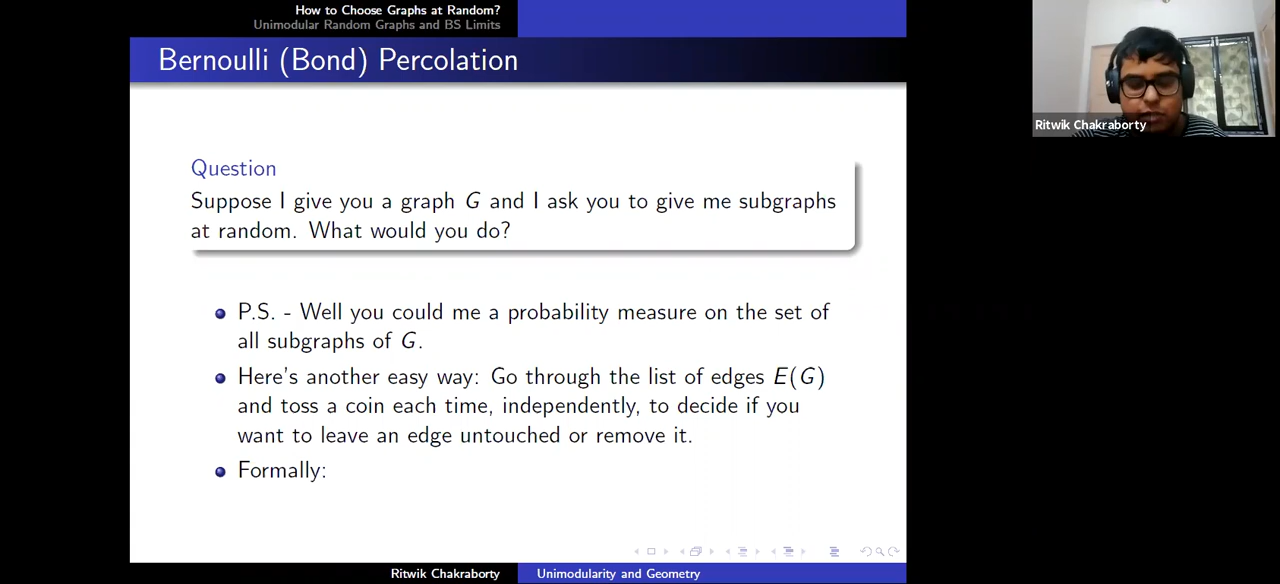 How to Choose Graphs at Random?
Unimodular Random Graphs and BS Limits
Bernoulli (Bond) Percolation
Question
Suppose I give you a graph G and I ask you to give me subgraphs
at random. What would you do?
P.S. - Well you could me a probability measure on the set of
all subgraphs of G.
Here's another easy way: Go through the list of edges E(G)
and toss a coin each time, independently, to decide if you
want to leave an edge untouched or remove it.
Formally:
Ritwik Chakraborty
Unimodularity and Geometry
Ritwik Chakraborty